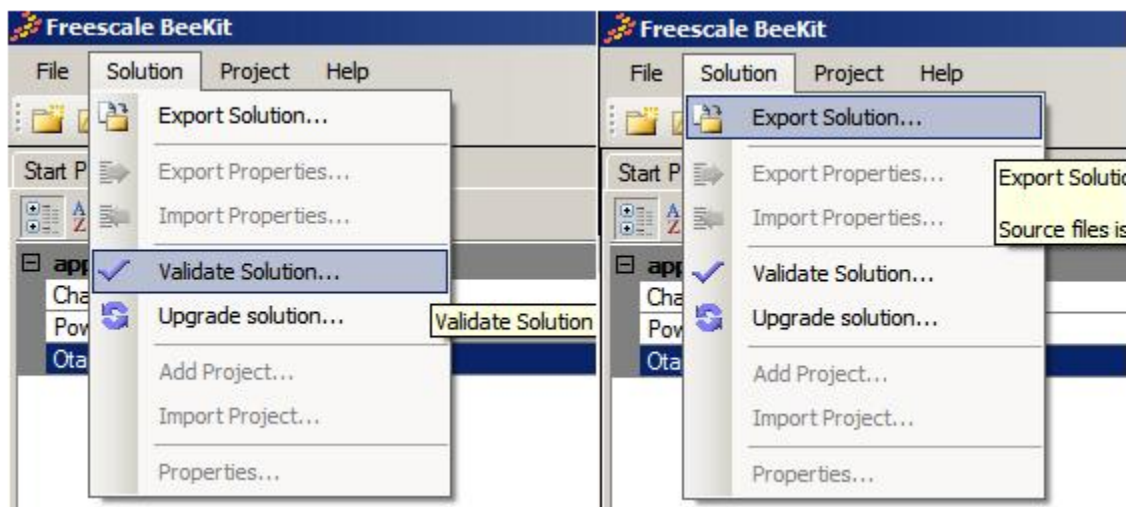 Freescale BeeKit
File Solution Project Help
Export Solution...
Start P
Export Properties...
Import Properties...
A
Z
app
Validate Solution...
Cha
Pow
Upgrade solution...
Validate Solution
Ota
Add Project...
Import Project...
Properties...
Freescale BeeKit
File Solution Project Help
Export Solution...
Start P
Export Properties...
Export Solutio
Import Properties...
A
Z
Source files is
app
Validate Solution...
Cha
Pow
Upgrade solution...
Ota
Add Project...
Import Project...
Properties...